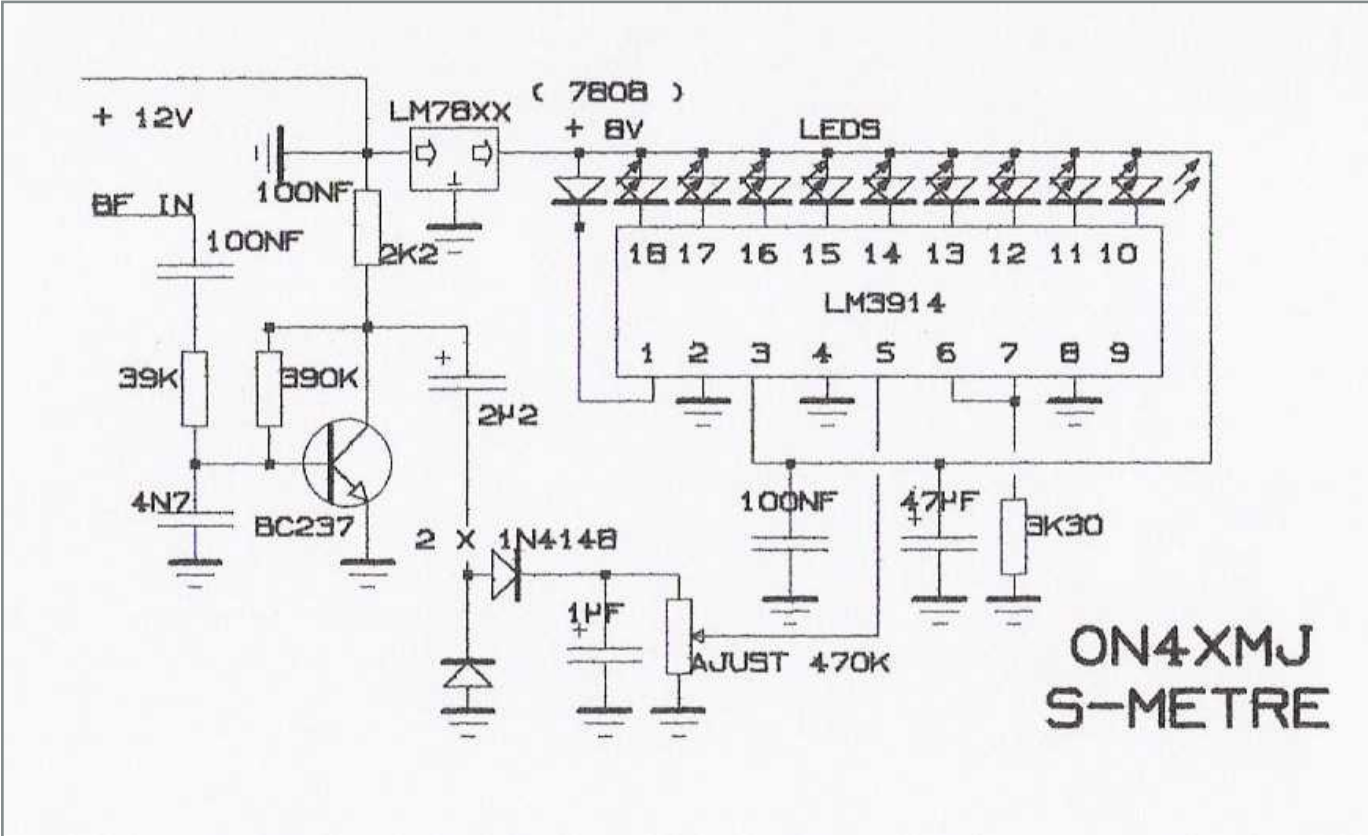 ( 7808 )
+ 12V
LM78XX
+ 8V
LEDS
100NF
BF IN
100NF
2K2
18 17 16 15 14 13 12 11 10
LM3914
1 2 3 4 5 6 7 8 9
39K
390K
+
2µ2
4N7
BC237
100NF
47µF
+
3K30
2 X 1N4148
1µF
+
AJUST 470K
ON4XMJ
S-METRE